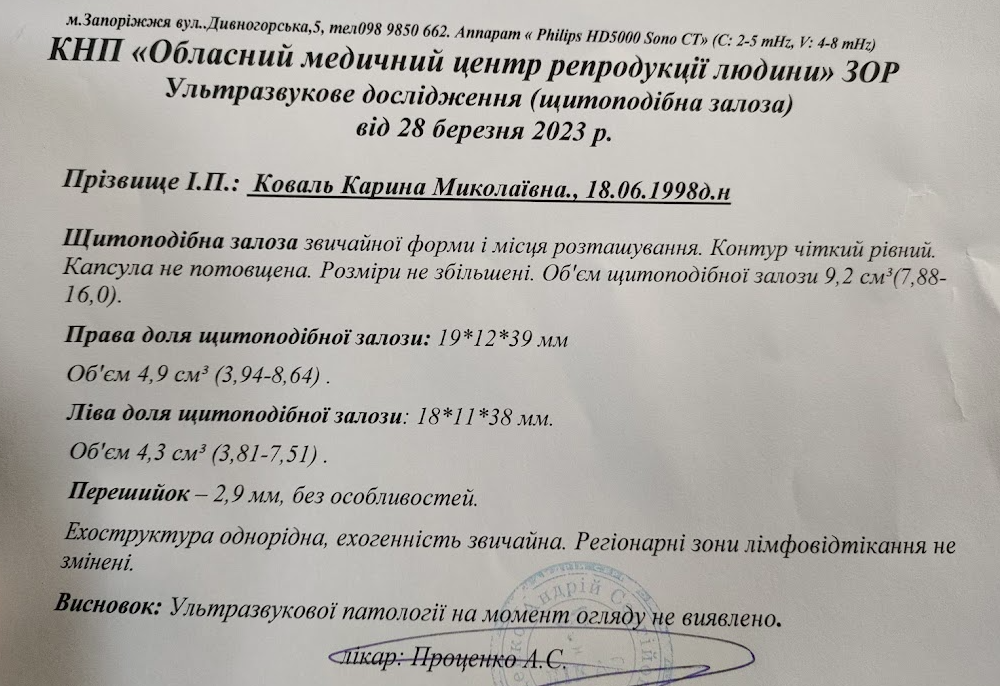 м.Запоріжжя вул..Дивногорська,5, тел098 9850 662. Аппарат « Philips HD5000 Sono CT» (C: 2-5 mHz, V: 4-8 mHz)
КНП «Обласний медичний центр репродукції людини» ЗОР
Ультразвукове дослідження (щитоподібна залоза)
від 28 березня 2023 р.
Прізвище І.П.: Коваль Карина Миколаївна., 18.06.1998д.н
Щитоподібна залоза звичайної форми і місця розташування. Контур чіткий рівний.
Капсула не потовщена. Розміри не збільшені. Об'єм щитоподібної залози 9,2 см³(7,88-
16,0).
Права доля щитоподібної залози: 19*12*39 мм
Об'єм 4,9 см³ (3,94-8,64) .
Ліва доля щитоподібної залози: 18*11*38 мм.
Об'єм 4,3 см³ (3,81-7,51) .
Перешийок – 2,9 мм, без особливостей.
Ехоструктура однорідна, ехогенність звичайна. Регіонарні зони лімфовідтікання не
змінені.
Висновок: Ультразвукової патології на момент огляду не виявлено.
лікар: Проценко А.С.
Андрій